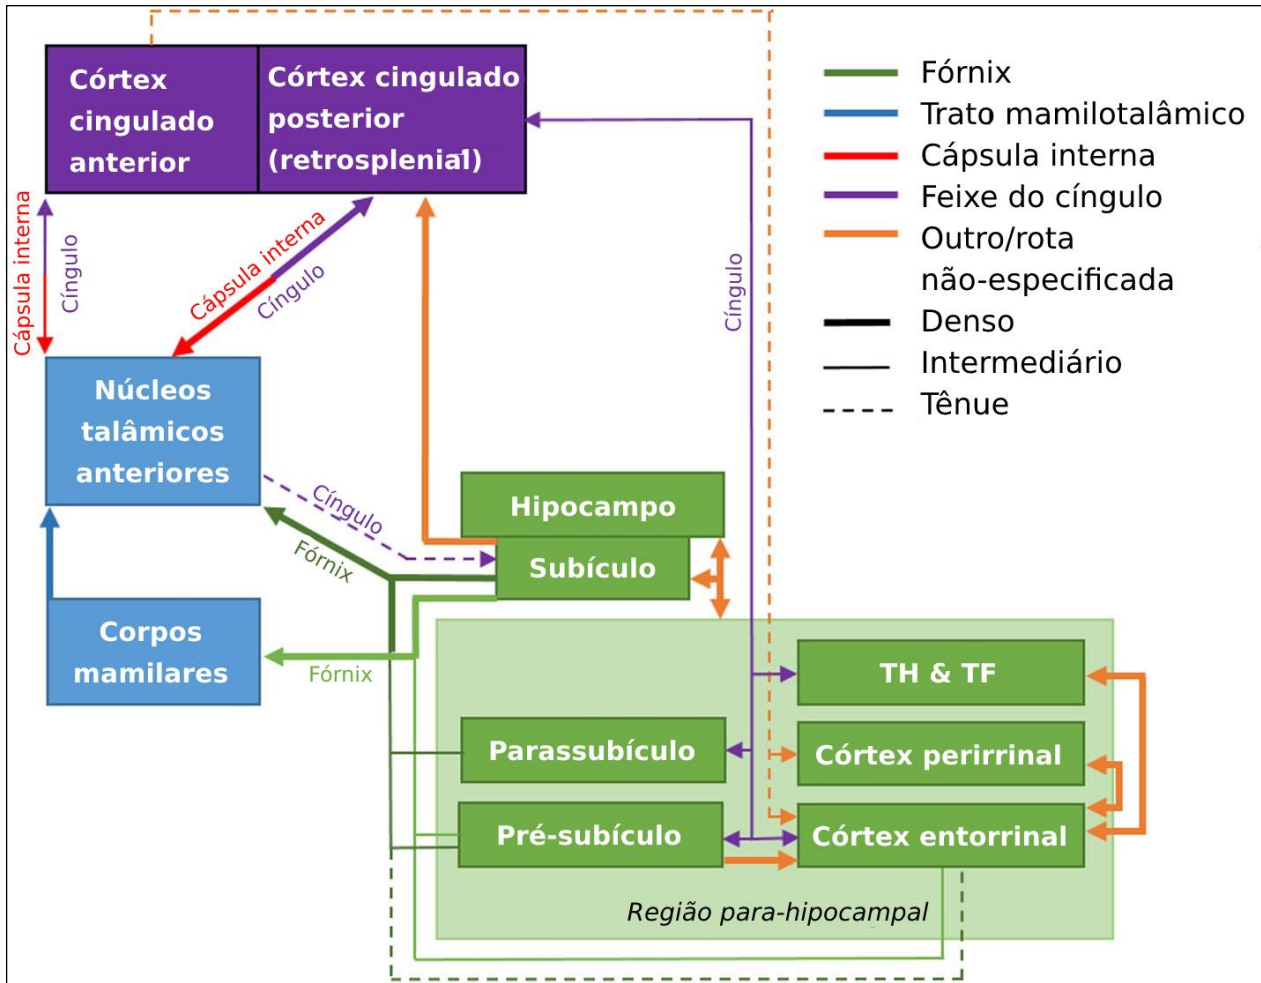 Córtex
cingulado
anterior
Córtex cingulado
posterior
(retrosplenial)
Fórnix
Trato mamilotalâmico
Cápsula interna
Feixe do cíngulo
Outro/rota
não-especificada
Denso
Intermediário
Tênue
Cápsula interna
Cíngulo
Cápsula interna
Cíngulo
Cíngulo
Núcleos
talâmicos
anteriores
Cíngulo
Fórnix
Hipocampo
Subículo
Corpos
mamilares
Fórnix
TH & TF
Parassubículo
Córtex perirrinal
Pré-subículo
Córtex entorrinal
Região para-hipocampal